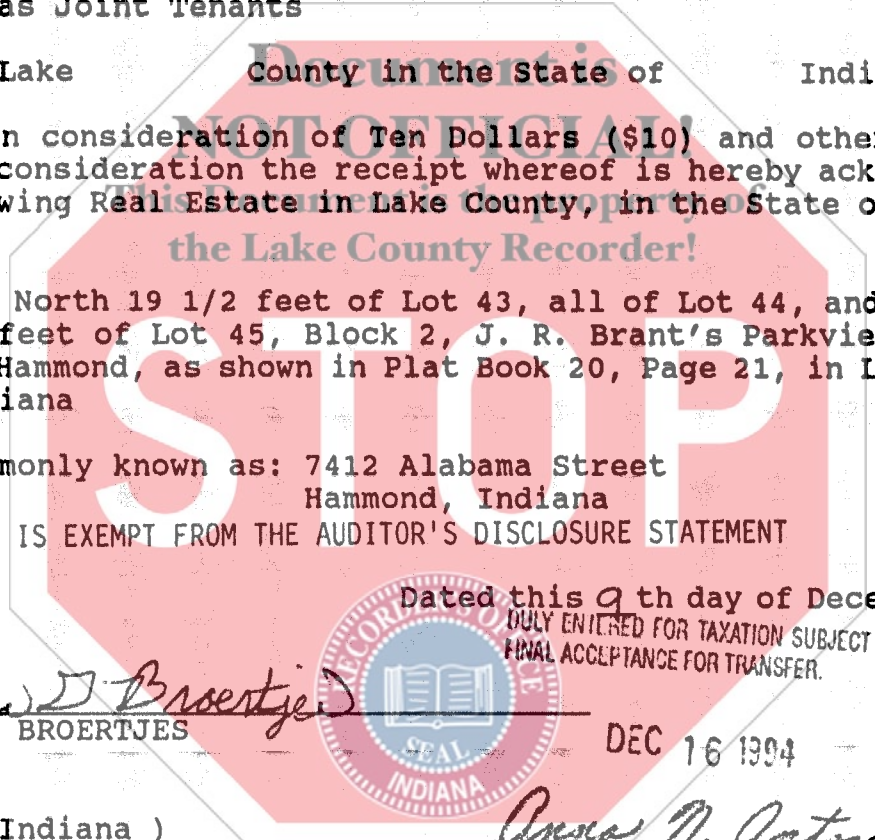 as Joint Tenants
Document is
Lake County in the State of Indi
NOT OFFICIAL!
n consideration of Ten Dollars ($10) and other
consideration the receipt whereof is hereby ack
This Document is the property of
wing Real Estate in Lake County, in the State o
the Lake County Recorder!
North 19 1/2 feet of Lot 43, all of Lot 44, and
feet of Lot 45, Block 2, J. R. Brant's Parkvie
Hammond, as shown in Plat Book 20, Page 21, in L
iana
STOP
monly known as: 7412 Alabama Street
Hammond, Indiana
IS EXEMPT FROM THE AUDITOR'S DISCLOSURE STATEMENT
Dated this 9 th day of Dece
DULY ENTERED FOR TAXATION SUBJECT
FINAL ACCEPTANCE FOR TRANSFER.
RECORDER'S OFFICE
SEAL
INDIANA
Broertjes
BROERTJES
DEC 16 1994
Anna N.
Indiana )